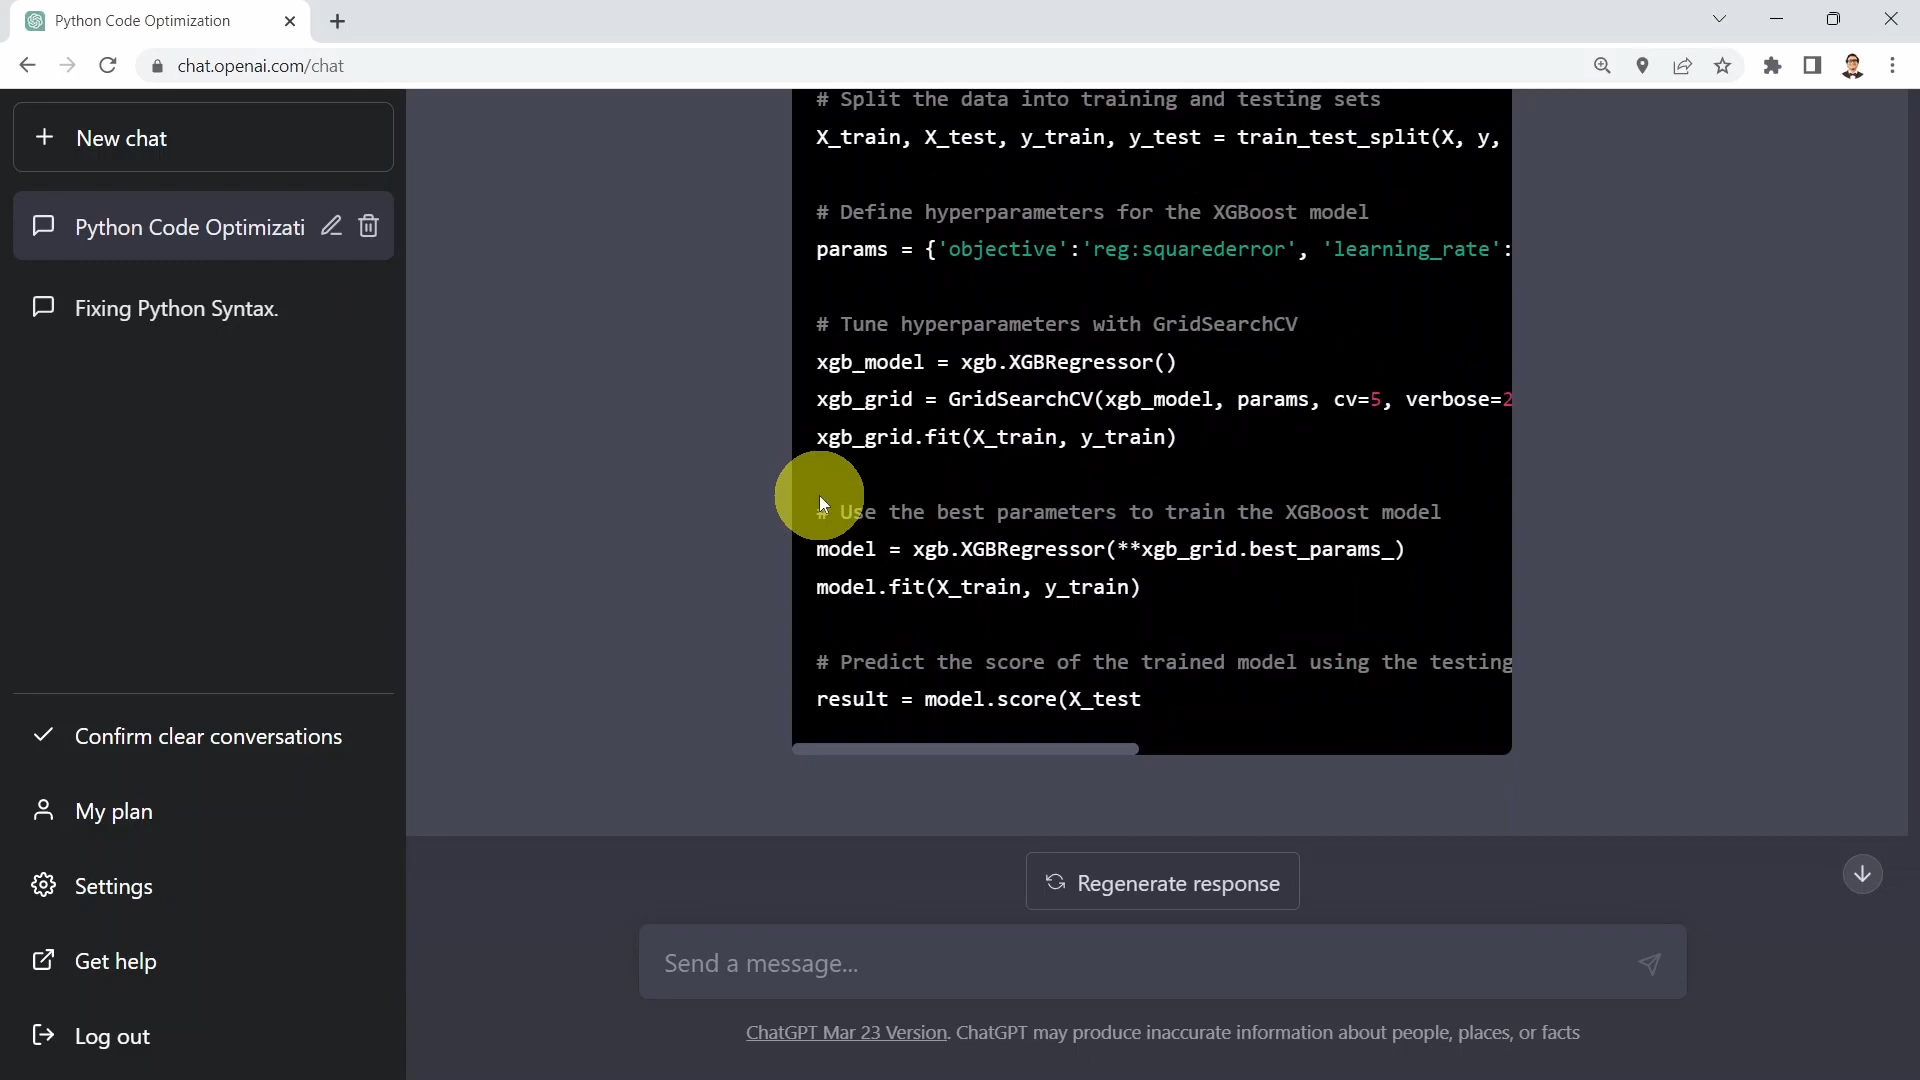 Python Code Optimization
chat.openai.com/chat
New chat
Python Code Optimizati
Fixing Python Syntax.
Confirm clear conversations
My plan
Settings
Get help
Log out
# Split the data into training and testing sets
X_train, X_test, y_train, y_test = train_test_split(X, y,
# Define hyperparameters for the XGBoost model
params = {'objective':'reg:squarederror', 'learning_rate':
# Tune hyperparameters with GridSearchCV
xgb_model = xgb.XGBRegressor()
xgb_grid = GridSearchCV(xgb_model, params, cv=5, verbose=2
xgb_grid.fit(X_train, y_train)
# Use the best parameters to train the XGBoost model
model = xgb.XGBRegressor(**xgb_grid.best_params_)
model.fit(X_train, y_train)
# Predict the score of the trained model using the testing
result = model.score(X_test
Regenerate response
Send a message...
ChatGPT Mar 23 Version. ChatGPT may produce inaccurate information about people, places, or facts